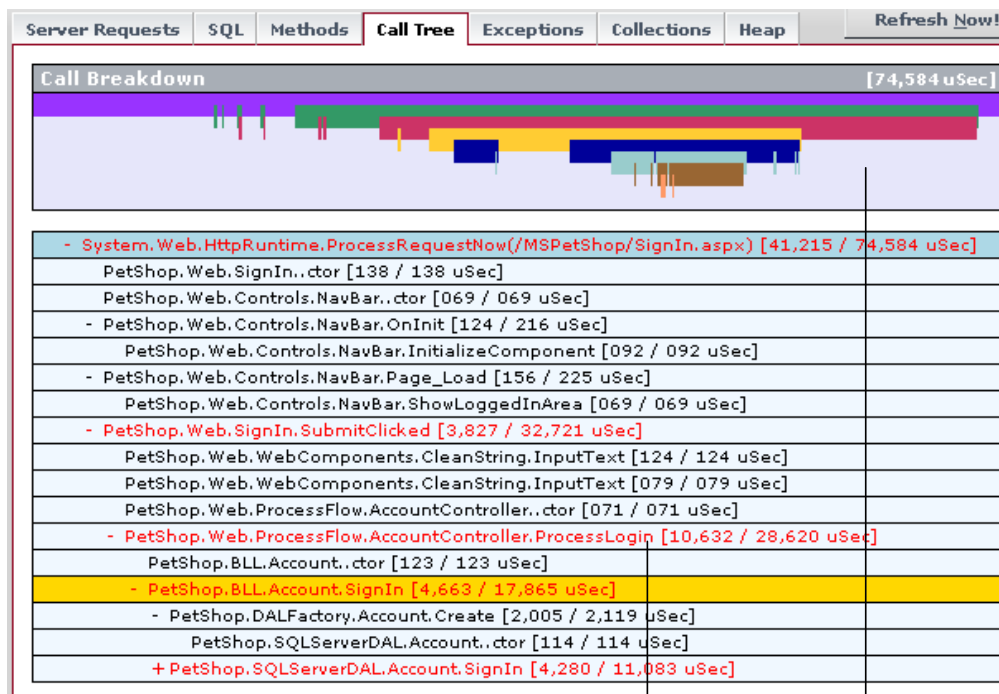 Server Requests SQL Methods Call Tree Exceptions Collections Heap Refresh Now!
Call Breakdown [74,584 uSec]
- System.Web.HttpRuntime.ProcessRequestNow(/MSPetShop/SignIn.aspx) [41,215 / 74,584 uSec]
PetShop.Web.SignIn..ctor [138 / 138 uSec]
PetShop.Web.Controls.NavBar..ctor [069 / 069 uSec]
- PetShop.Web.Controls.NavBar.OnInit [124 / 216 uSec]
PetShop.Web.Controls.NavBar.InitializeComponent [092 / 092 uSec]
- PetShop.Web.Controls.NavBar.Page_Load [156 / 225 uSec]
PetShop.Web.Controls.NavBar.ShowLoggedInArea [069 / 069 uSec]
- PetShop.Web.SignIn.SubmitClicked [3,827 / 32,721 uSec]
PetShop.Web.WebComponents.CleanString.InputText [124 / 124 uSec]
PetShop.Web.WebComponents.CleanString.InputText [079 / 079 uSec]
PetShop.Web.ProcessFlow.AccountController..ctor [071 / 071 uSec]
- PetShop.Web.ProcessFlow.AccountController.ProcessLogin [10,632 / 28,620 uSec]
PetShop.BLL.Account..ctor [123 / 123 uSec]
- PetShop.BLL.Account.SignIn [4,663 / 17,865 uSec]
- PetShop.DALFactory.Account.Create [2,005 / 2,119 uSec]
PetShop.SQLServerDAL.Account..ctor [114 / 114 uSec]
+ PetShop.SQLServerDAL.Account.SignIn [4,280 / 11,083 uSec]